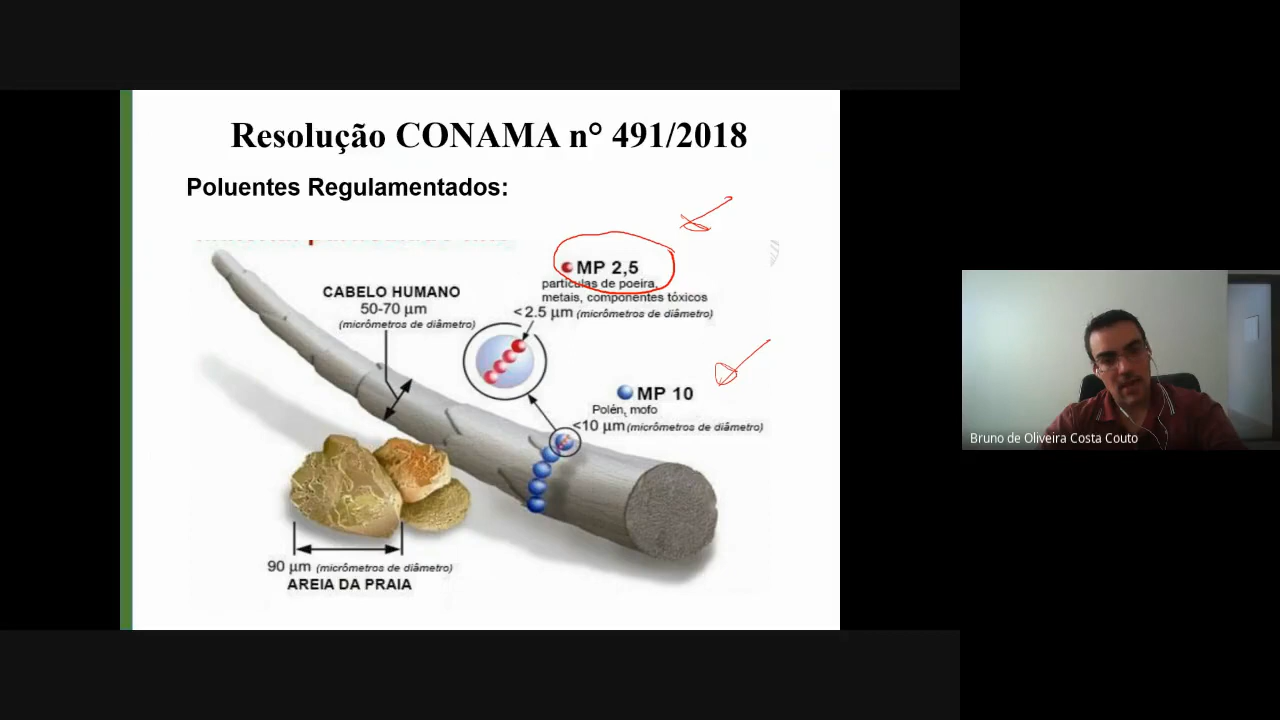 Resolução CONAMA n° 491/2018
Poluentes Regulamentados:
MP 2,5
partículas de poeira,
metais, componentes tóxicos
<2.5 µm (micrômetros de diâmetro)
CABELO HUMANO
50-70 µm
(micrômetros de diâmetro)
MP 10
Polén, mofo
<10 µm (micrômetros de diâmetro)
90 µm (micrômetros de diâmetro)
AREIA DA PRAIA
Bruno de Oliveira Costa Couto